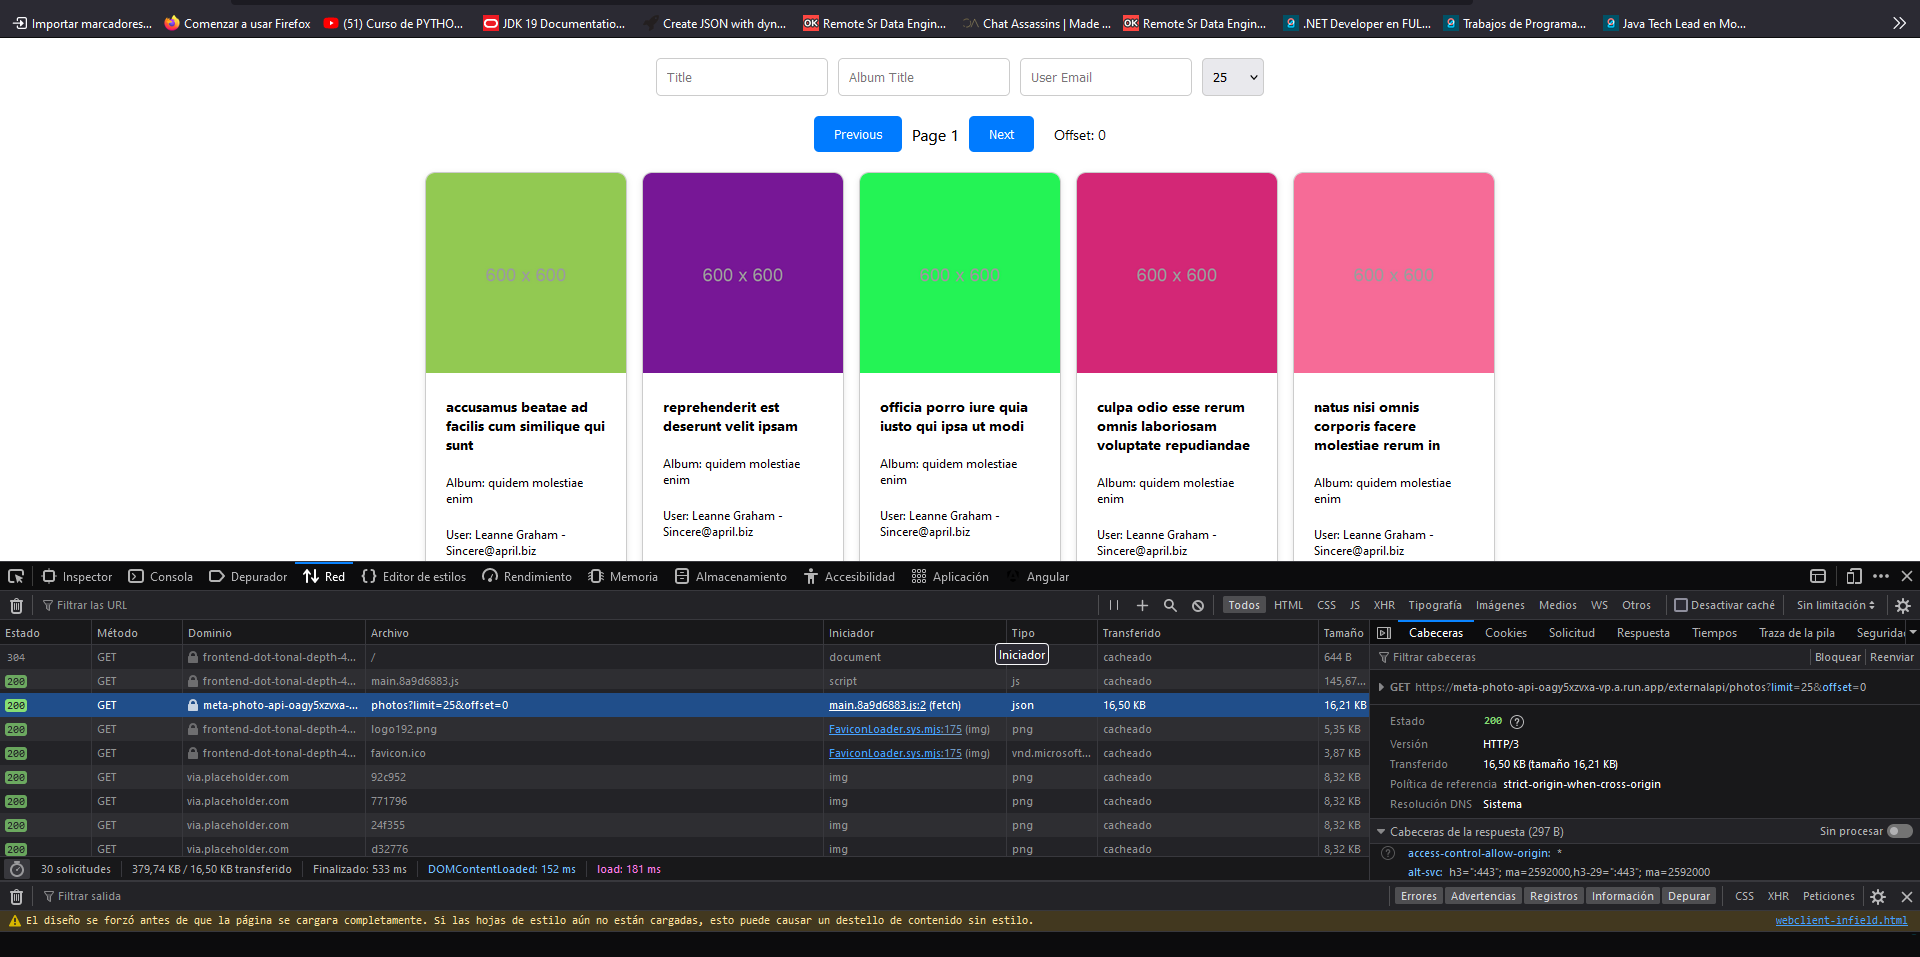 Importar marcadores... Comenzar a usar Firefox (51) Curso de PYTHO... JDK 19 Documentatio... Create JSON with dyn... Remote Sr Data Engin... Chat Assassins | Made ... Remote Sr Data Engin... .NET Developer en FUL... Trabajos de Programa... Java Tech Lead en Mo...
Title Album Title User Email 25
Previous Page 1 Next Offset: 0
600 x 600 600 x 600 600 x 600 600 x 600 600 x 600
accusamus beatae ad
facilis cum similique qui
sunt
Album: quidem molestiae
enim
User: Leanne Graham -
Sincere@april.biz
reprehenderit est
deserunt velit ipsam
Album: quidem molestiae
enim
User: Leanne Graham -
Sincere@april.biz
officia porro iure quia
iusto qui ipsa ut modi
Album: quidem molestiae
enim
User: Leanne Graham -
Sincere@april.biz
culpa odio esse rerum
omnis laboriosam
voluptate repudiandae
Album: quidem molestiae
enim
User: Leanne Graham -
Sincere@april.biz
natus nisi omnis
corporis facere
molestiae rerum in
Album: quidem molestiae
enim
User: Leanne Graham -
Sincere@april.biz
Inspector Consola Depurador Red Editor de estilos Rendimiento Memoria Almacenamiento Accesibilidad Aplicación Angular
Filtrar las URL Todos HTML CSS JS XHR Tipografía Imágenes Medios WS Otros Desactivar caché Sin limitación
Estado Método Dominio Archivo Iniciador Tipo Transferido Tamaño
304 GET frontend-dot-tonal-depth-4... / document cacheado 644 B
Iniciador
200 GET frontend-dot-tonal-depth-4... main.8a9d6883.js script js cacheado 145,67...
200 GET meta-photo-api-oagy5xzvxa-... photos?limit=25&offset=0 main.8a9d6883.js:2 (fetch) json 16,50 KB 16,21 KB
200 GET frontend-dot-tonal-depth-4... logo192.png FaviconLoader.sys.mjs:175 (img) png cacheado 5,35 KB
200 GET frontend-dot-tonal-depth-4... favicon.ico FaviconLoader.sys.mjs:175 (img) vnd.microsoft... cacheado 3,87 KB
200 GET via.placeholder.com 92c952 img png cacheado 8,32 KB
200 GET via.placeholder.com 771796 img png cacheado 8,32 KB
200 GET via.placeholder.com 24f355 img png cacheado 8,32 KB
200 GET via.placeholder.com d32776 img png cacheado 8,32 KB
Cabeceras Cookies Solicitud Respuesta Tiempos Traza de la pila Segurida
Filtrar cabeceras Bloquear Reenviar
GET https://meta-photo-api-oagy5xzvxa-vp.a.run.app/externalapi/photos?limit=25&offset=0
Estado 200
Versión HTTP/3
Transferido 16,50 KB (tamaño 16,21 KB)
Política de referencia strict-origin-when-cross-origin
Resolución DNS Sistema
Cabeceras de la respuesta (297 B) Sin procesar
access-control-allow-origin: *
alt-svc: h3=":443"; ma=2592000,h3-29=":443"; ma=2592000
30 solicitudes 379,74 KB / 16,50 KB transferido Finalizado: 533 ms DOMContentLoaded: 152 ms load: 181 ms
Filtrar salida Errores Advertencias Registros Información Depurar CSS XHR Peticiones
El diseño se forzó antes de que la página se cargara completamente. Si las hojas de estilo aún no están cargadas, esto puede causar un destello de contenido sin estilo. webclient-infield.html